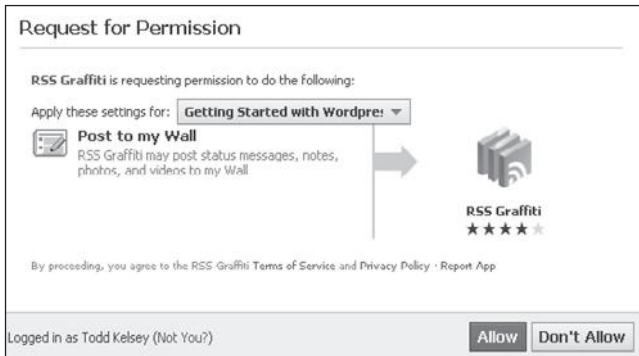 Request for Permission
RSS Graffiti is requesting permission to do the following:
Apply these settings for: Getting Started with Wordpres
Post to my Wall
RSS Graffiti may post status messages, notes,
photos, and videos to my Wall
RSS Graffiti
By proceeding, you agree to the RSS Graffiti Terms of Service and Privacy Policy · Report App
Logged in as Todd Kelsey (Not You?)
Allow
Don't Allow